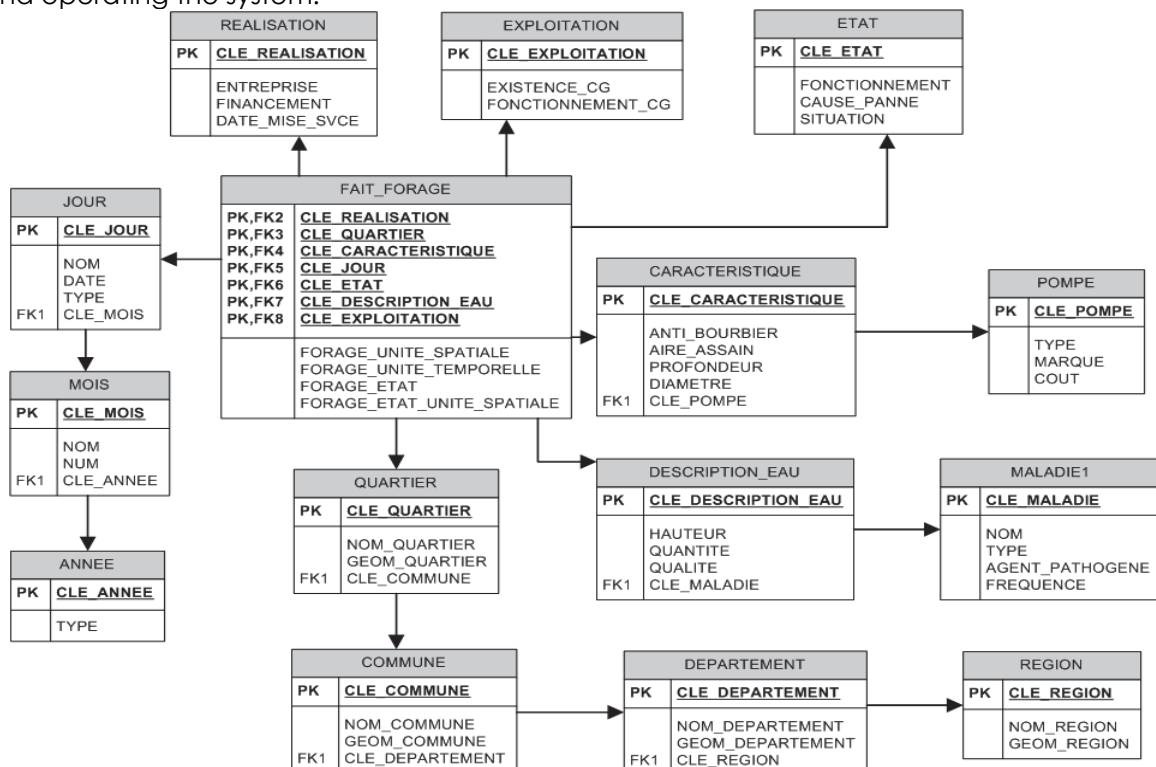 nd operating the system.
REALISATION
PK CLE_REALISATION
ENTREPRISE
FINANCEMENT
DATE_MISE_SVCE
EXPLOITATION
PK CLE_EXPLOITATION
EXISTENCE_CG
FONCTIONNEMENT_CG
ETAT
PK CLE_ETAT
FONCTIONNEMENT
CAUSE_PANNE
SITUATION
JOUR
PK CLE_JOUR
NOM
DATE
TYPE
FK1 CLE_MOIS
FAIT_FORAGE
PK,FK2 CLE_REALISATION
PK,FK3 CLE_QUARTIER
PK,FK4 CLE_CARACTERISTIQUE
PK,FK5 CLE_JOUR
PK,FK6 CLE_ETAT
PK,FK7 CLE_DESCRIPTION_EAU
PK,FK8 CLE_EXPLOITATION
FORAGE_UNITE_SPATIALE
FORAGE_UNITE_TEMPORELLE
FORAGE_ETAT
FORAGE_ETAT_UNITE_SPATIALE
CARACTERISTIQUE
PK CLE_CARACTERISTIQUE
ANTI_BOURBIER
AIRE_ASSAIN
PROFONDEUR
DIAMETRE
FK1 CLE_POMPE
POMPE
PK CLE_POMPE
TYPE
MARQUE
COUT
MOIS
PK CLE_MOIS
NOM
NUM
FK1 CLE_ANNEE
QUARTIER
PK CLE_QUARTIER
NOM_QUARTIER
GEOM_QUARTIER
FK1 CLE_COMMUNE
DESCRIPTION_EAU
PK CLE_DESCRIPTION_EAU
HAUTEUR
QUANTITE
QUALITE
FK1 CLE_MALADIE
MALADIE1
PK CLE_MALADIE
NOM
TYPE
AGENT_PATHOGENE
FREQUENCE
ANNEE
PK CLE_ANNEE
TYPE
COMMUNE
PK CLE_COMMUNE
NOM_COMMUNE
GEOM_COMMUNE
FK1 CLE_DEPARTEMENT
DEPARTEMENT
PK CLE_DEPARTEMENT
NOM_DEPARTEMENT
GEOM_DEPARTEMENT
FK1 CLE_REGION
REGION
PK CLE_REGION
NOM_REGION
GEOM_REGION